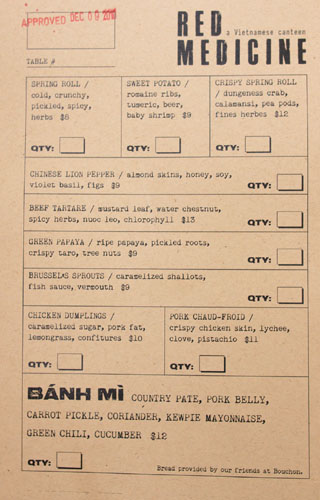 APPROVED DEC 09 2010
RED
a Vietnamese canteen
MEDICINE
TABLE #
SPRING ROLL /
cold, crunchy,
pickled, spicy,
herbs $8
QTY:
SWEET POTATO /
romaine ribs,
tumeric, beer,
baby shrimp $9
QTY:
CRISPY SPRING ROLL
/ dungeness crab,
calamansi, pea pods,
fines herbes $12
QTY:
CHINESE LION PEPPER / almond skins, honey, soy,
violet basil, figs $9
QTY:
BEEF TARTARE / mustard leaf, water chestnut,
spicy herbs, nuoc leo, chlorophyll $13
QTY:
GREEN PAPAYA / ripe papaya, pickled roots,
crispy taro, tree nuts $9
QTY:
BRUSSELS SPROUTS / caramelized shallots,
fish sauce, vermouth $9
QTY:
CHICKEN DUMPLINGS /
caramelized sugar, pork fat,
lemongrass, confitures $10
QTY:
PORK CHAUD-FROID /
crispy chicken skin, lychee,
clove, pistachio $11
QTY:
BÁNH MÌ COUNTRY PATE, PORK BELLY,
CARROT PICKLE, CORIANDER, KEWPIE MAYONNAISE,
GREEN CHILI, CUCUMBER $12
QTY:
Bread provided by our friends at Bouchon.